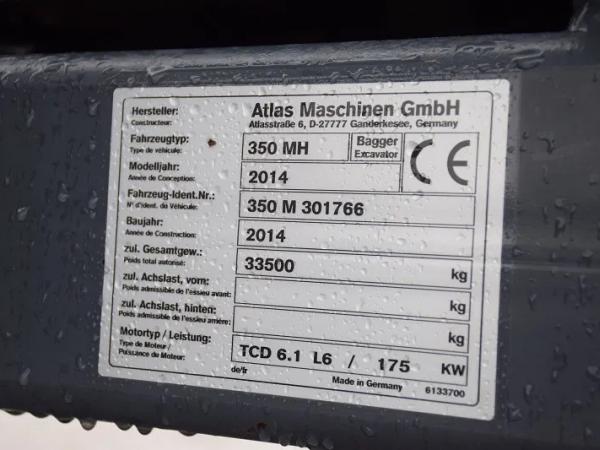 Hersteller: Atlas Maschinen GmbH
Constructeur: Atlasstraße 6, D-27777 Ganderkesee, Germany
Fahrzeugtyp: 350 MH Bagger
Type de véhicule: Excavator
CE
Modelljahr: 2014
Année de Conception:
Fahrzeug-Ident.Nr.: 350 M 301766
N° d'ident. du Véhicule:
Baujahr: 2014
Année de Construction:
zul. Gesamtgew.: 33500 kg
Poids total autorisé:
zul. Achslast, vorn: kg
Poids admissible de l'essieu avant:
zul. Achslast, hinten: kg
Poids admissible de l'essieu arrière:
Motortyp / Leistung: TCD 6.1 L6 / 175 KW
Type de Moteur /
Puissance du Moteur:
de/fr Made in Germany 6133700